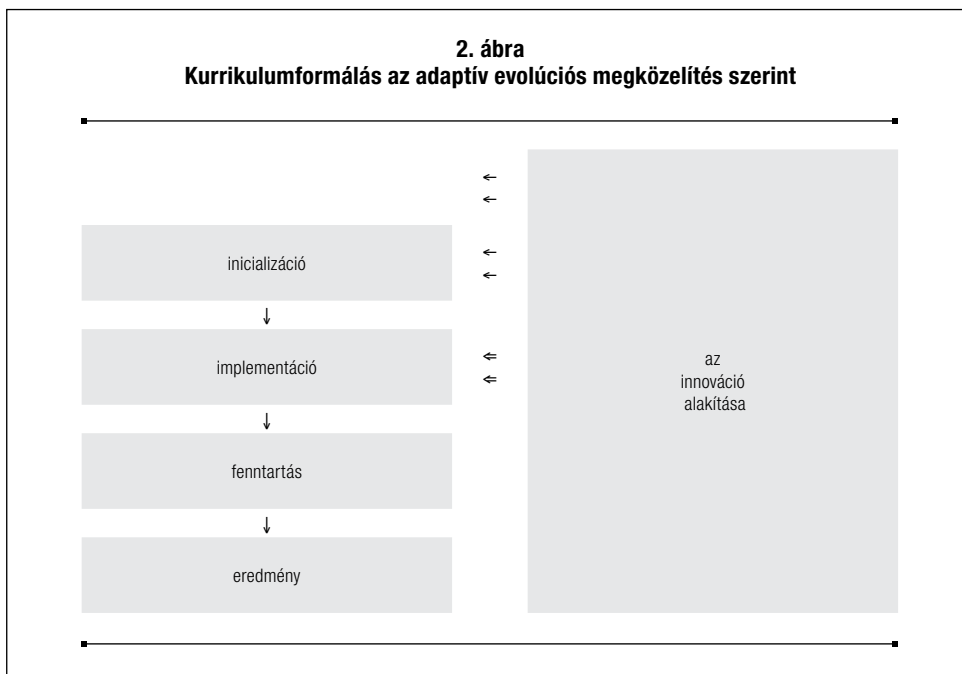 2. ábra
Kurrikulumformálás az adaptív evolúciós megközelítés szerint
inicializáció
implementáció
fenntartás
eredmény
az
innováció
alakítása